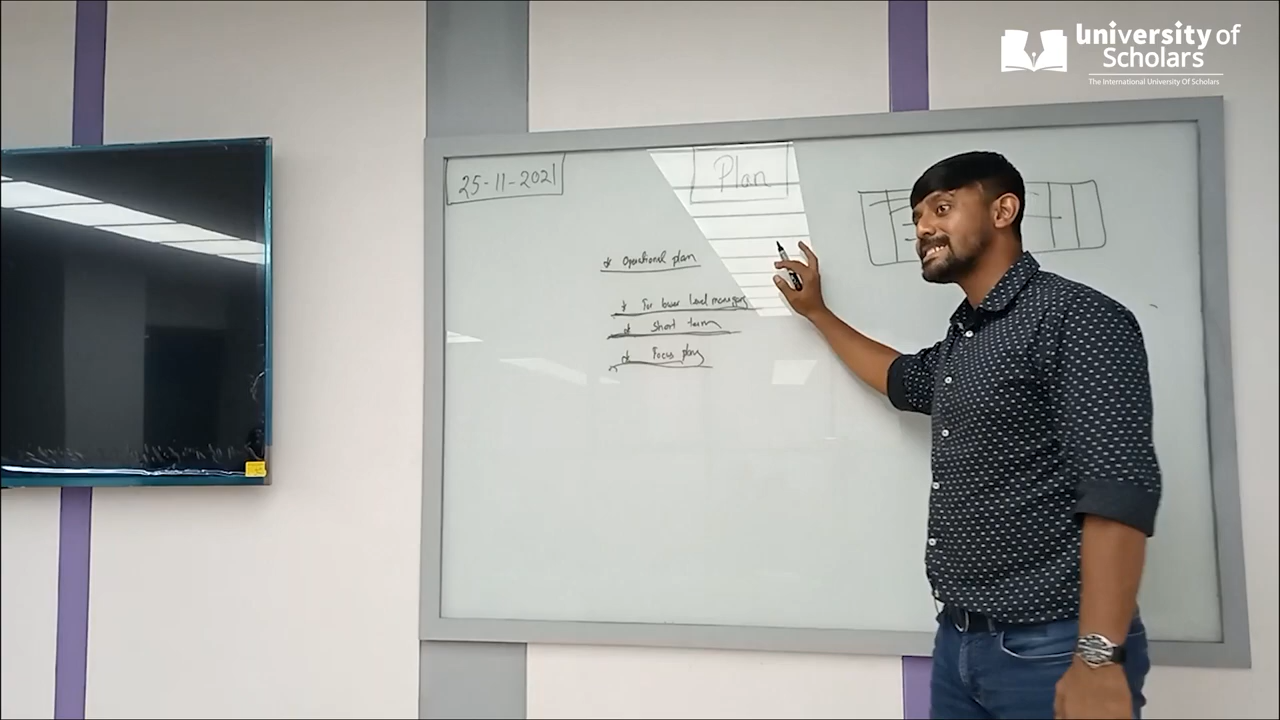 University of
Scholars
The International University Of Scholars
25-11-2021
Plan
* Operational plan
* For lower level managers
* Short term
* Focus plan